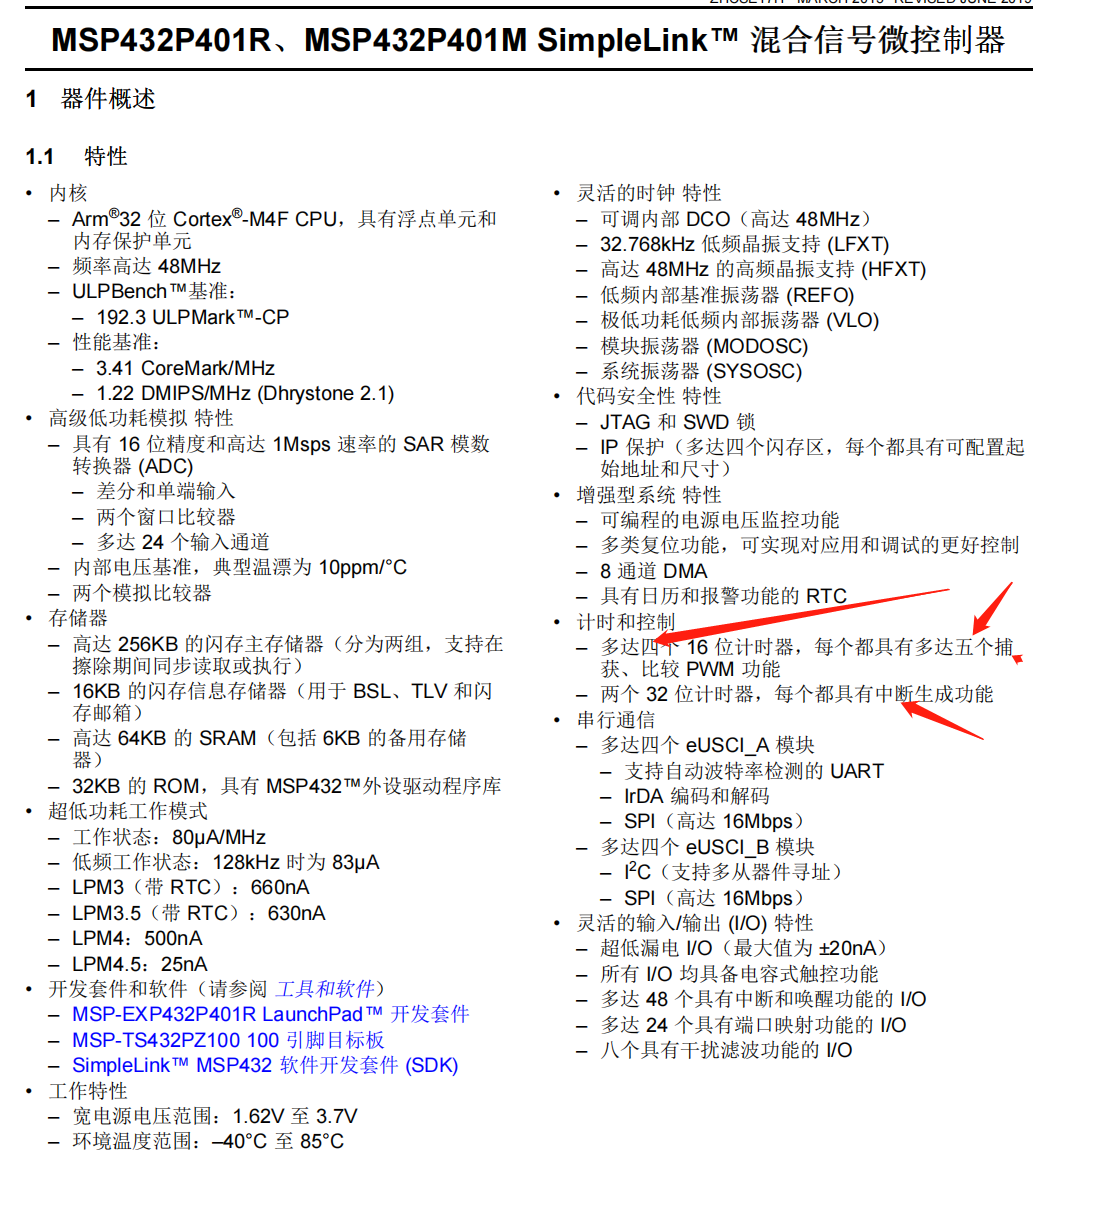 ZHCSET7H – MARCH 2015 – REVISED JUNE 2019
MSP432P401R、MSP432P401M SimpleLink™ 混合信号微控制器
1 器件概述
1.1 特性
• 内核
– Arm®32 位 Cortex®-M4F CPU，具有浮点单元和
内存保护单元
– 频率高达 48MHz
– ULPBench™基准：
– 192.3 ULPMark™-CP
– 性能基准：
– 3.41 CoreMark/MHz
– 1.22 DMIPS/MHz (Dhrystone 2.1)
• 高级低功耗模拟 特性
– 具有 16 位精度和高达 1Msps 速率的 SAR 模数
转换器 (ADC)
– 差分和单端输入
– 两个窗口比较器
– 多达 24 个输入通道
– 内部电压基准，典型温漂为 10ppm/°C
– 两个模拟比较器
• 存储器
– 高达 256KB 的闪存主存储器（分为两组，支持在
擦除期间同步读取或执行）
– 16KB 的闪存信息存储器（用于 BSL、TLV 和闪
存邮箱）
– 高达 64KB 的 SRAM（包括 6KB 的备用存储
器）
– 32KB 的 ROM，具有 MSP432™外设驱动程序库
• 超低功耗工作模式
– 工作状态：80µA/MHz
– 低频工作状态：128kHz 时为 83µA
– LPM3（带 RTC）：660nA
– LPM3.5（带 RTC）：630nA
– LPM4：500nA
– LPM4.5：25nA
• 开发套件和软件（请参阅 工具和软件）
– MSP-EXP432P401R LaunchPad™ 开发套件
– MSP-TS432PZ100 100 引脚目标板
– SimpleLink™ MSP432 软件开发套件 (SDK)
• 工作特性
– 宽电源电压范围：1.62V 至 3.7V
– 环境温度范围：–40°C 至 85°C
• 灵活的时钟 特性
– 可调内部 DCO（高达 48MHz）
– 32.768kHz 低频晶振支持 (LFXT)
– 高达 48MHz 的高频晶振支持 (HFXT)
– 低频内部基准振荡器 (REFO)
– 极低功耗低频内部振荡器 (VLO)
– 模块振荡器 (MODOSC)
– 系统振荡器 (SYSOSC)
• 代码安全性 特性
– JTAG 和 SWD 锁
– IP 保护（多达四个闪存区，每个都具有可配置起
始地址和尺寸）
• 增强型系统 特性
– 可编程的电源电压监控功能
– 多类复位功能，可实现对应用和调试的更好控制
– 8 通道 DMA
– 具有日历和报警功能的 RTC
• 计时和控制
– 多达四个 16 位计时器，每个都具有多达五个捕
获、比较 PWM 功能
– 两个 32 位计时器，每个都具有中断生成功能
• 串行通信
– 多达四个 eUSCI_A 模块
– 支持自动波特率检测的 UART
– IrDA 编码和解码
– SPI（高达 16Mbps）
– 多达四个 eUSCI_B 模块
– I²C（支持多从器件寻址）
– SPI（高达 16Mbps）
• 灵活的输入/输出 (I/O) 特性
– 超低漏电 I/O（最大值为 ±20nA）
– 所有 I/O 均具备电容式触控功能
– 多达 48 个具有中断和唤醒功能的 I/O
– 多达 24 个具有端口映射功能的 I/O
– 八个具有干扰滤波功能的 I/O